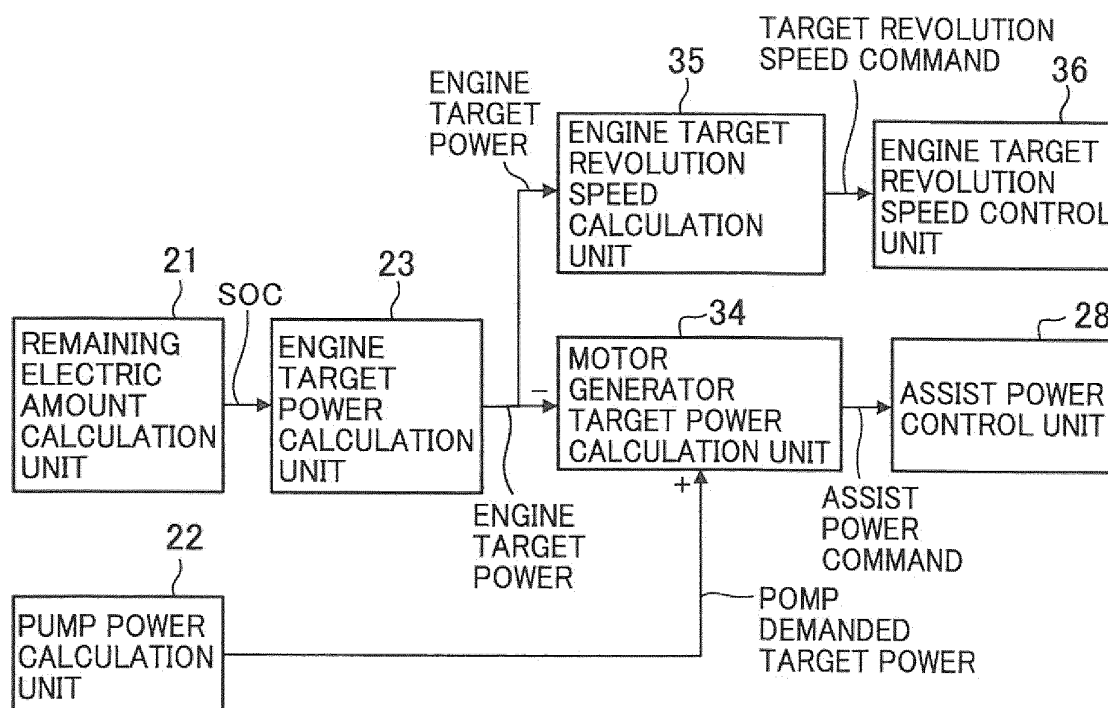 TARGET REVOLUTION
SPEED COMMAND
35
36
ENGINE
TARGET
POWER
ENGINE TARGET
REVOLUTION
SPEED
CALCULATION
UNIT
ENGINE TARGET
REVOLUTION
SPEED CONTROL
UNIT
21
SOC
23
34
28
REMAINING
ELECTRIC
AMOUNT
CALCULATION
UNIT
ENGINE
TARGET
POWER
CALCULATION
UNIT
−
MOTOR
GENERATOR
TARGET POWER
CALCULATION UNIT
ASSIST POWER
CONTROL UNIT
+
ENGINE
TARGET
POWER
ASSIST
POWER
COMMAND
22
PUMP POWER
CALCULATION
UNIT
POMP
DEMANDED
TARGET POWER